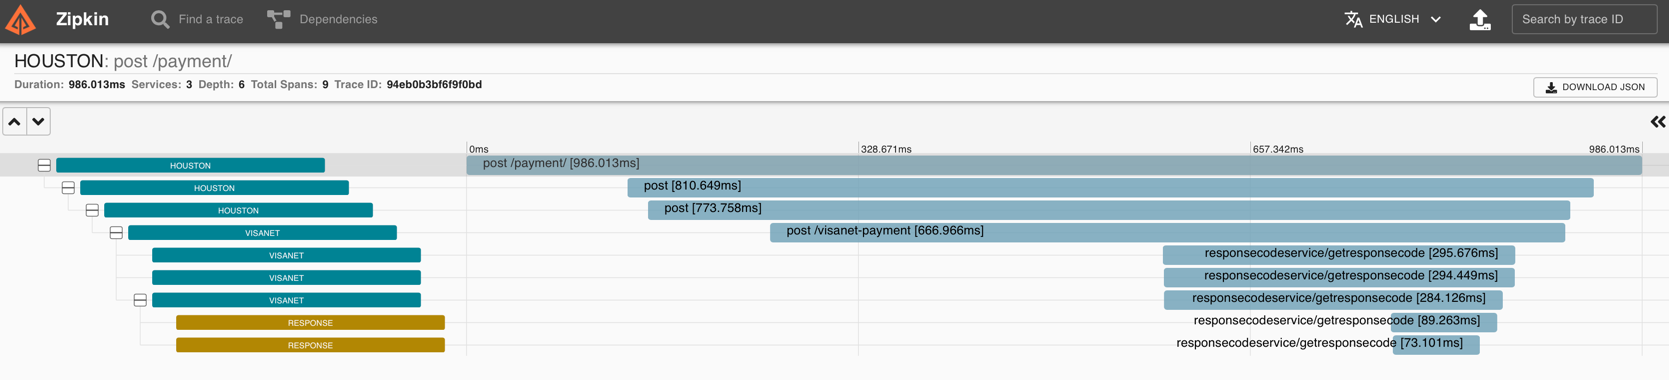 Zipkin Find a trace Dependencies ENGLISH Search by trace ID
HOUSTON: post /payment/
Duration: 986.013ms Services: 3 Depth: 6 Total Spans: 9 Trace ID: 94eb0b3bf6f9f0bd DOWNLOAD JSON
0ms 328.671ms 657.342ms 986.013ms
HOUSTON post /payment/ [986.013ms]
HOUSTON post [810.649ms]
HOUSTON post [773.758ms]
VISANET post /visanet-payment [666.966ms]
VISANET responsecodeservice/getresponsecode [295.676ms]
VISANET responsecodeservice/getresponsecode [294.449ms]
VISANET responsecodeservice/getresponsecode [284.126ms]
RESPONSE responsecodeservice/getresponsecode [89.263ms]
RESPONSE responsecodeservice/getresponsecode [73.101ms]